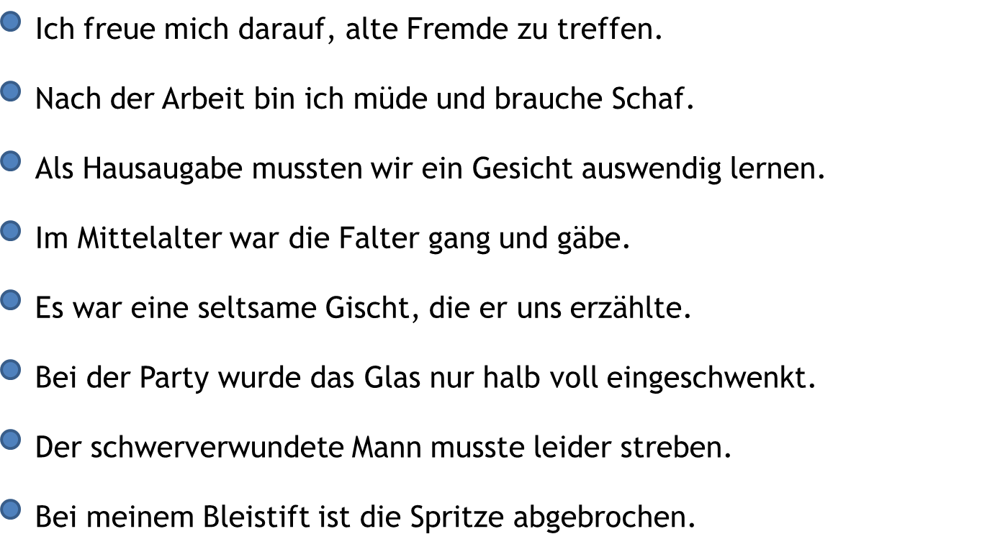 Ich freue mich darauf, alte Fremde zu treffen.
Nach der Arbeit bin ich müde und brauche Schaf.
Als Hausaugabe mussten wir ein Gesicht auswendig lernen.
Im Mittelalter war die Falter gang und gäbe.
Es war eine seltsame Gischt, die er uns erzählte.
Bei der Party wurde das Glas nur halb voll eingeschwenkt.
Der schwerverwundete Mann musste leider streben.
Bei meinem Bleistift ist die Spritze abgebrochen.